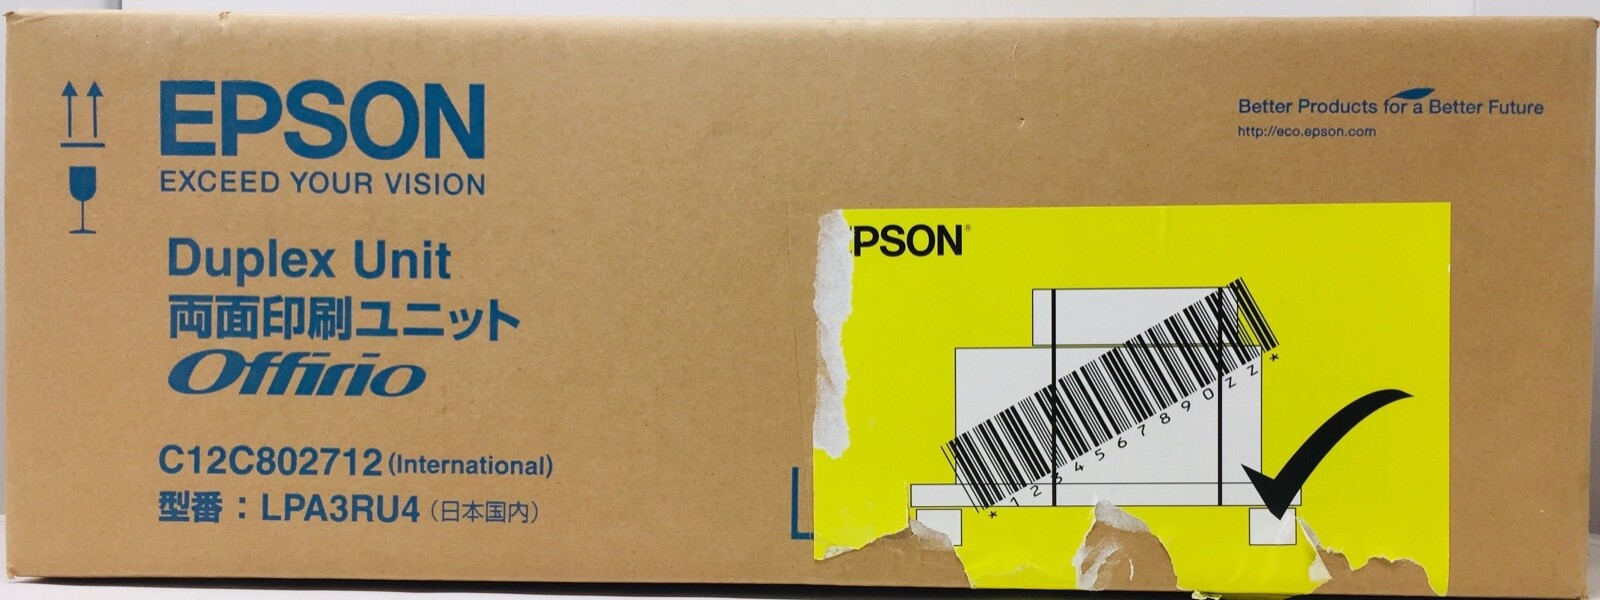 EPSON
EXCEED YOUR VISION
Duplex Unit
両面印刷ユニット
Offirio
C12C802712 (International)
型番：LPA3RU4（日本国内）
Better Products for a Better Future
http://eco.epson.com
EPSON®
*1234567890ZZ*